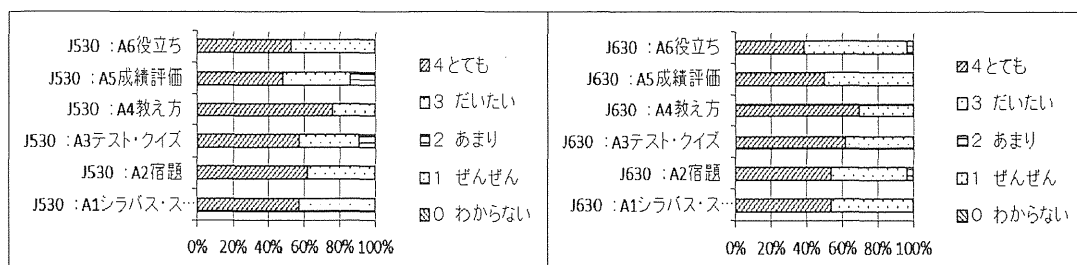 J530 ：A6役立ち
J530 ：A5成績評価
J530 ：A4教え方
J530 ：A3テスト・クイズ
J530 ：A2宿題
J530 ：A1シラバス・ス…
0% 20% 40% 60% 80% 100%
4 とても
3 だいたい
2 あまり
1 ぜんぜん
0 わからない
J630 ：A6役立ち
J630 ：A5成績評価
J630 ：A4教え方
J630 ：A3テスト・クイズ
J630 ：A2宿題
J630 ：A1シラバス・ス…
0% 20% 40% 60% 80% 100%
4 とても
3 だいたい
2 あまり
1 ぜんぜん
0 わからない